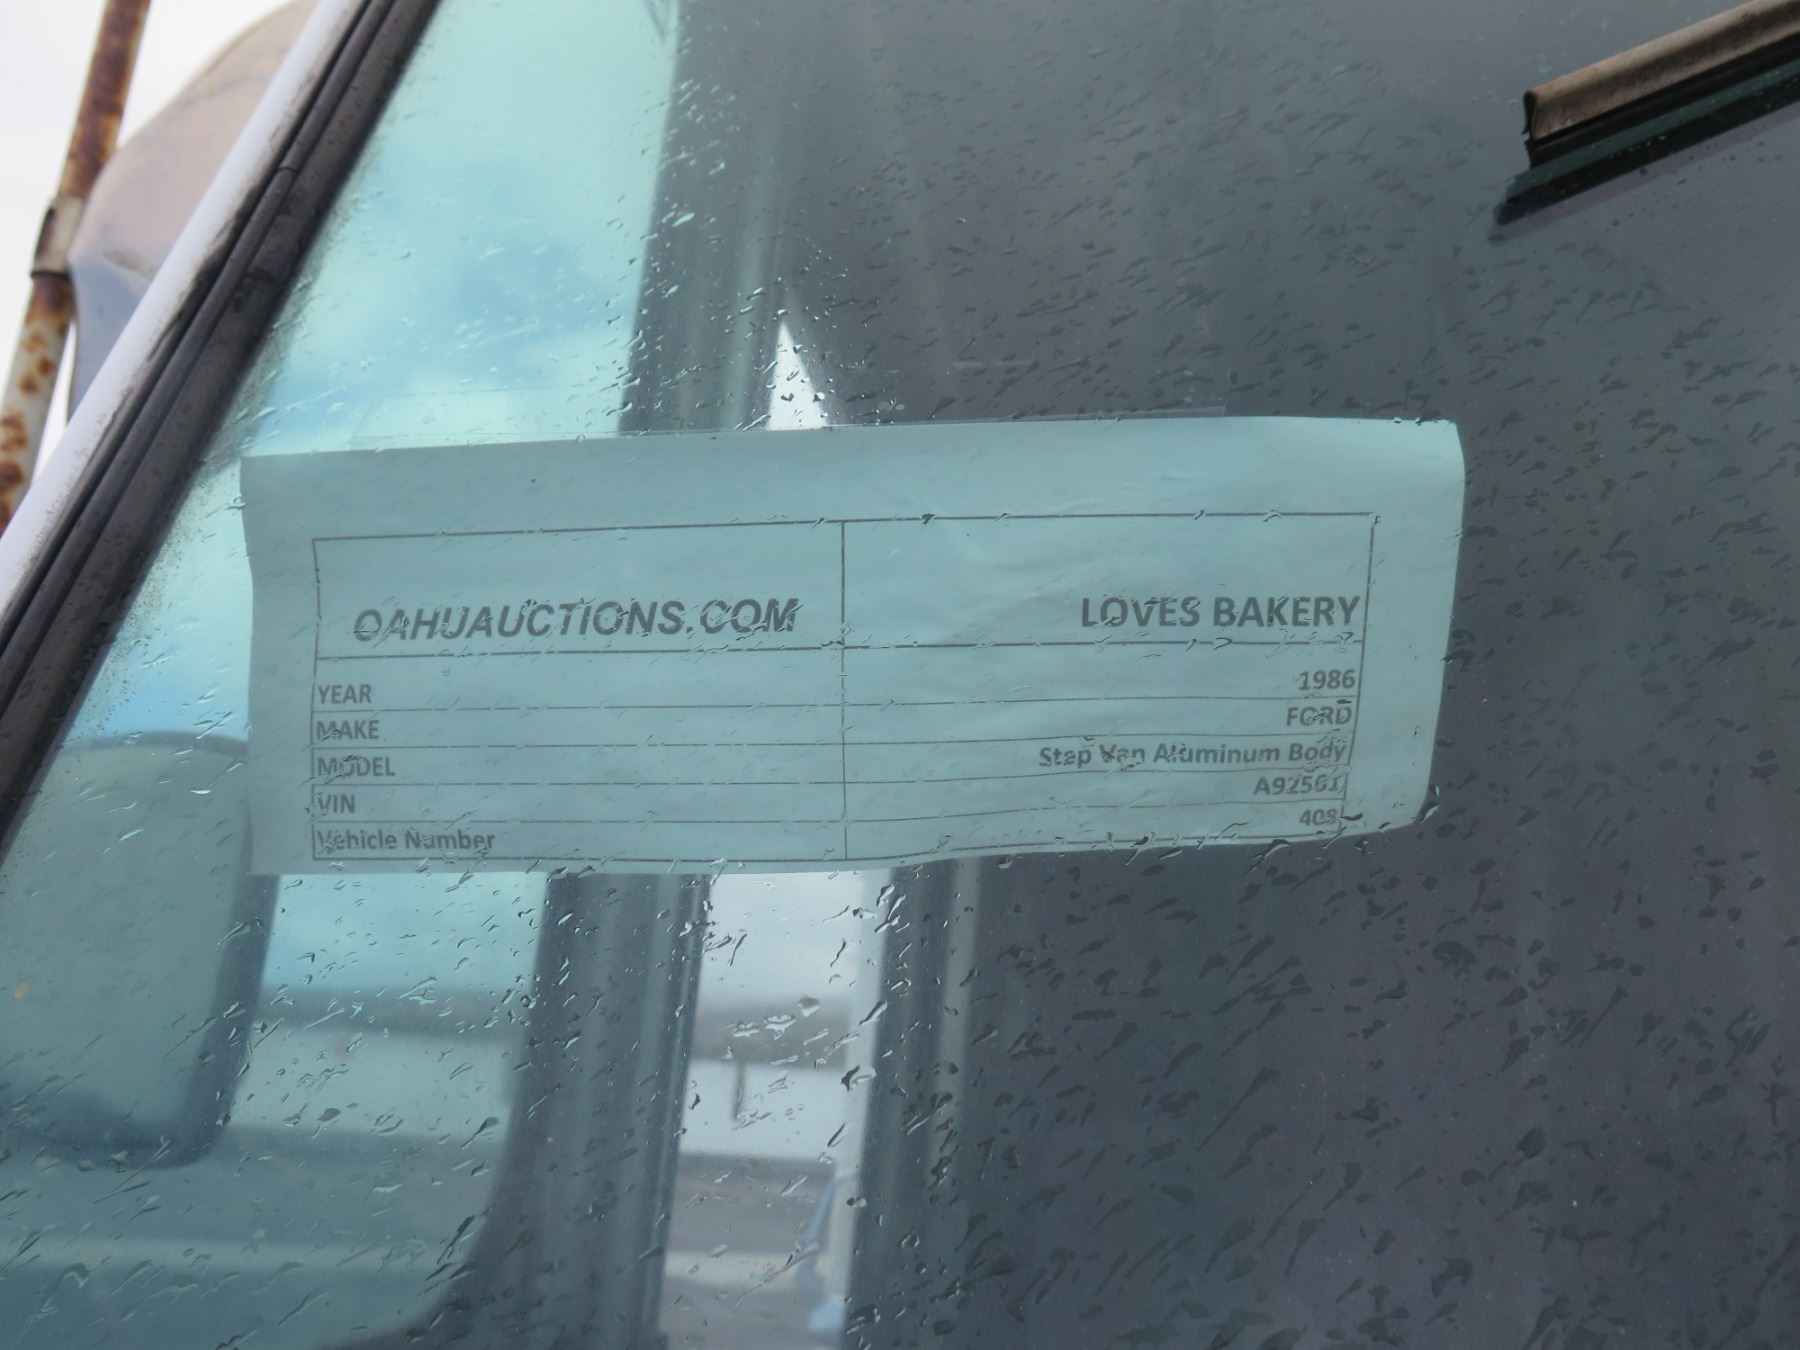 OAHUAUCTIONS.COM LOVES BAKERY
YEAR 1986
MAKE FORD
MODEL Step Van Aluminum Body
VIN A92561
Vehicle Number 408